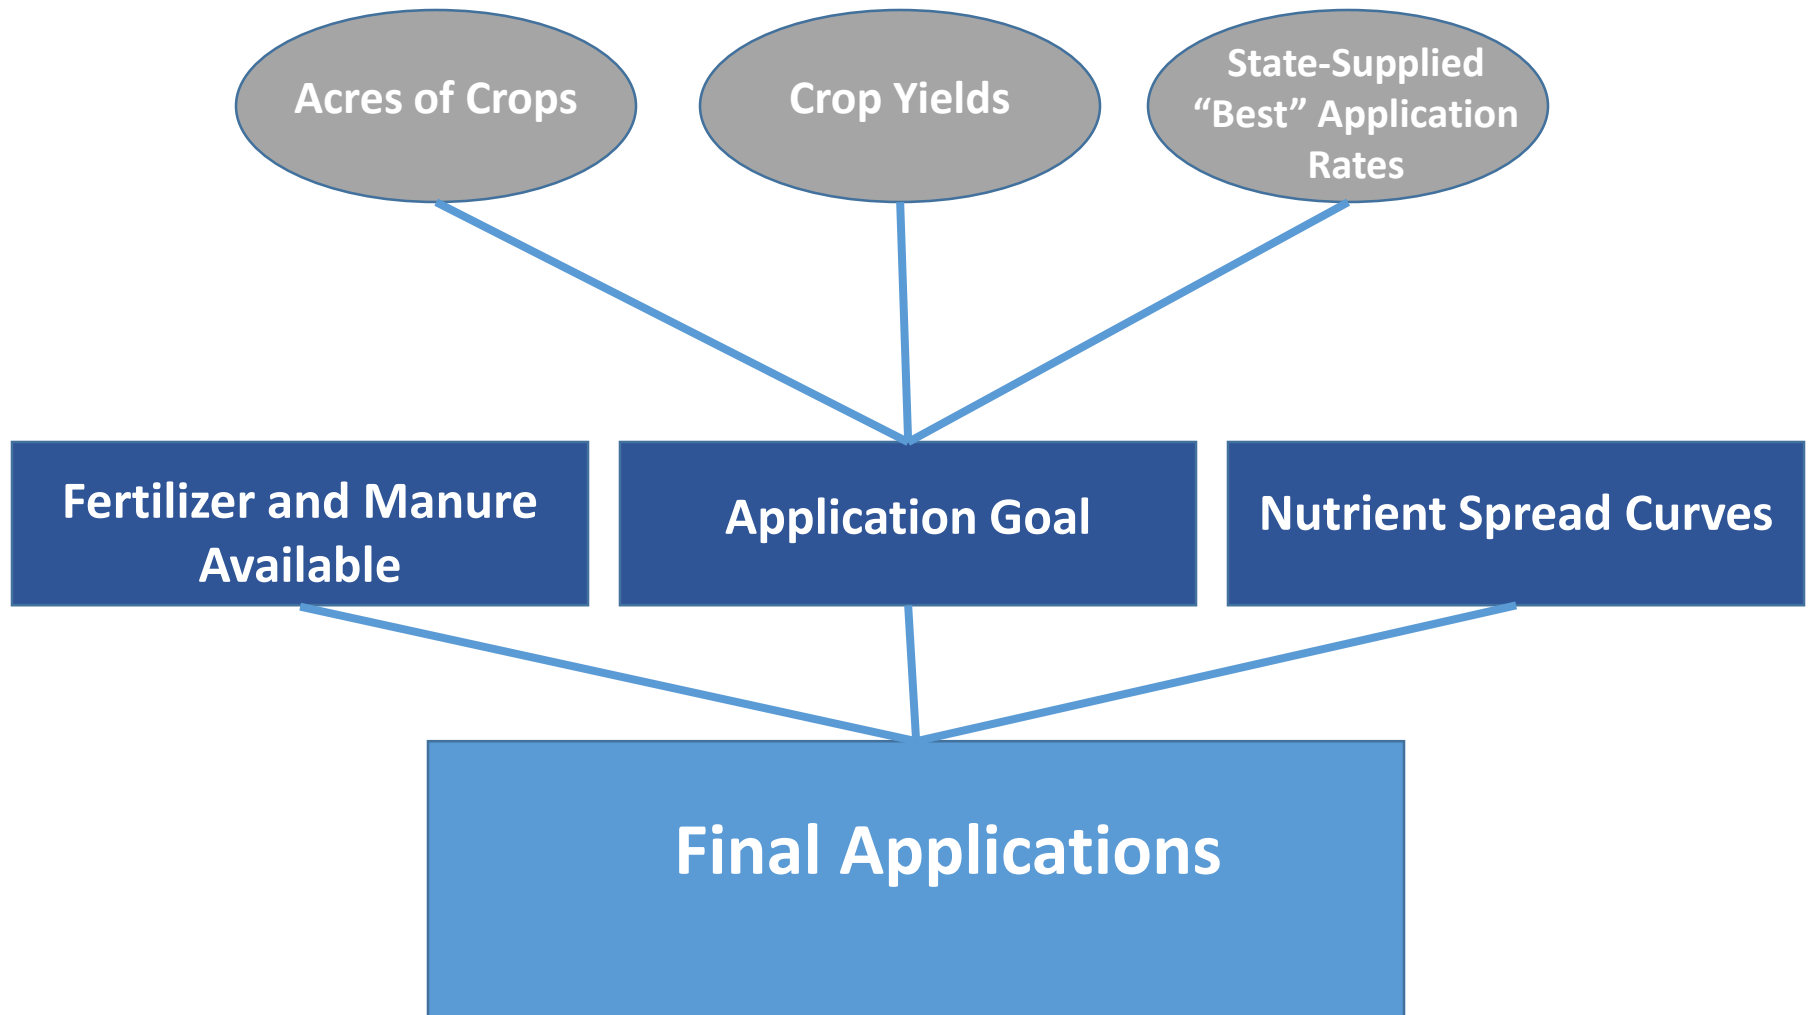 Acres of Crops
Crop Yields
State-Supplied
“Best” Application
Rates
Fertilizer and Manure
Available
Application Goal
Nutrient Spread Curves
Final Applications